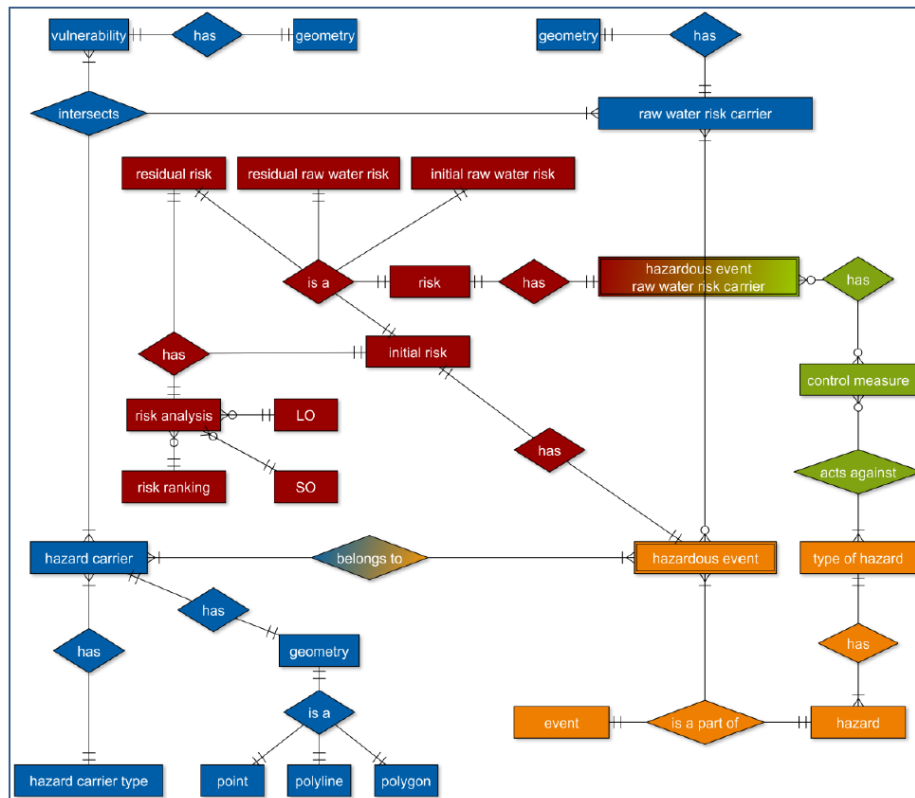 vulnerability
has
geometry
geometry
has
intersects
raw water risk carrier
residual risk
residual raw water risk
initial raw water risk
is a
risk
has
hazardous event
raw water risk carrier
has
has
initial risk
control measure
risk analysis
LO
has
risk ranking
SO
acts against
hazard carrier
belongs to
hazardous event
type of hazard
has
has
geometry
has
is a
event
is a part of
hazard
hazard carrier type
point
polyline
polygon